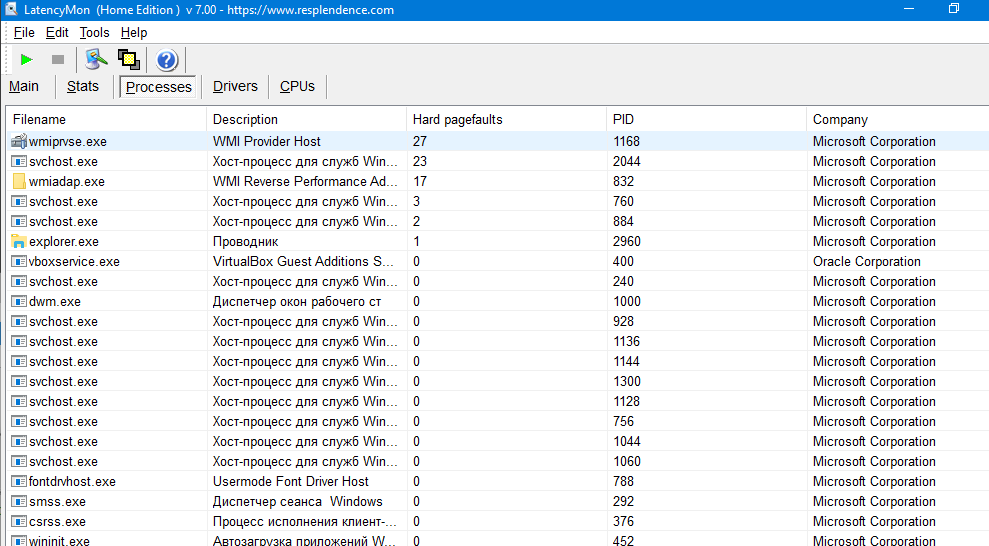 LatencyMon (Home Edition ) v 7.00 - https://www.resplendence.com
File Edit Tools Help
Main Stats Processes Drivers CPUs
Filename Description Hard pagefaults PID Company
wmiprvse.exe WMI Provider Host 27 1168 Microsoft Corporation
svchost.exe Хост-процесс для служб Win... 23 2044 Microsoft Corporation
wmiadap.exe WMI Reverse Performance Ad... 17 832 Microsoft Corporation
svchost.exe Хост-процесс для служб Win... 3 760 Microsoft Corporation
svchost.exe Хост-процесс для служб Win... 2 884 Microsoft Corporation
explorer.exe Проводник 1 2960 Microsoft Corporation
vboxservice.exe VirtualBox Guest Additions S... 0 400 Oracle Corporation
svchost.exe Хост-процесс для служб Win... 0 240 Microsoft Corporation
dwm.exe Диспетчер окон рабочего ст 0 1000 Microsoft Corporation
svchost.exe Хост-процесс для служб Win... 0 928 Microsoft Corporation
svchost.exe Хост-процесс для служб Win... 0 1136 Microsoft Corporation
svchost.exe Хост-процесс для служб Win... 0 1144 Microsoft Corporation
svchost.exe Хост-процесс для служб Win... 0 1300 Microsoft Corporation
svchost.exe Хост-процесс для служб Win... 0 1128 Microsoft Corporation
svchost.exe Хост-процесс для служб Win... 0 756 Microsoft Corporation
svchost.exe Хост-процесс для служб Win... 0 1044 Microsoft Corporation
svchost.exe Хост-процесс для служб Win... 0 1060 Microsoft Corporation
fontdrvhost.exe Usermode Font Driver Host 0 788 Microsoft Corporation
smss.exe Диспетчер сеанса Windows 0 292 Microsoft Corporation
csrss.exe Процесс исполнения клиент-... 0 376 Microsoft Corporation
wininit.exe Автозагрузка приложений W... 0 452 Microsoft Corporation